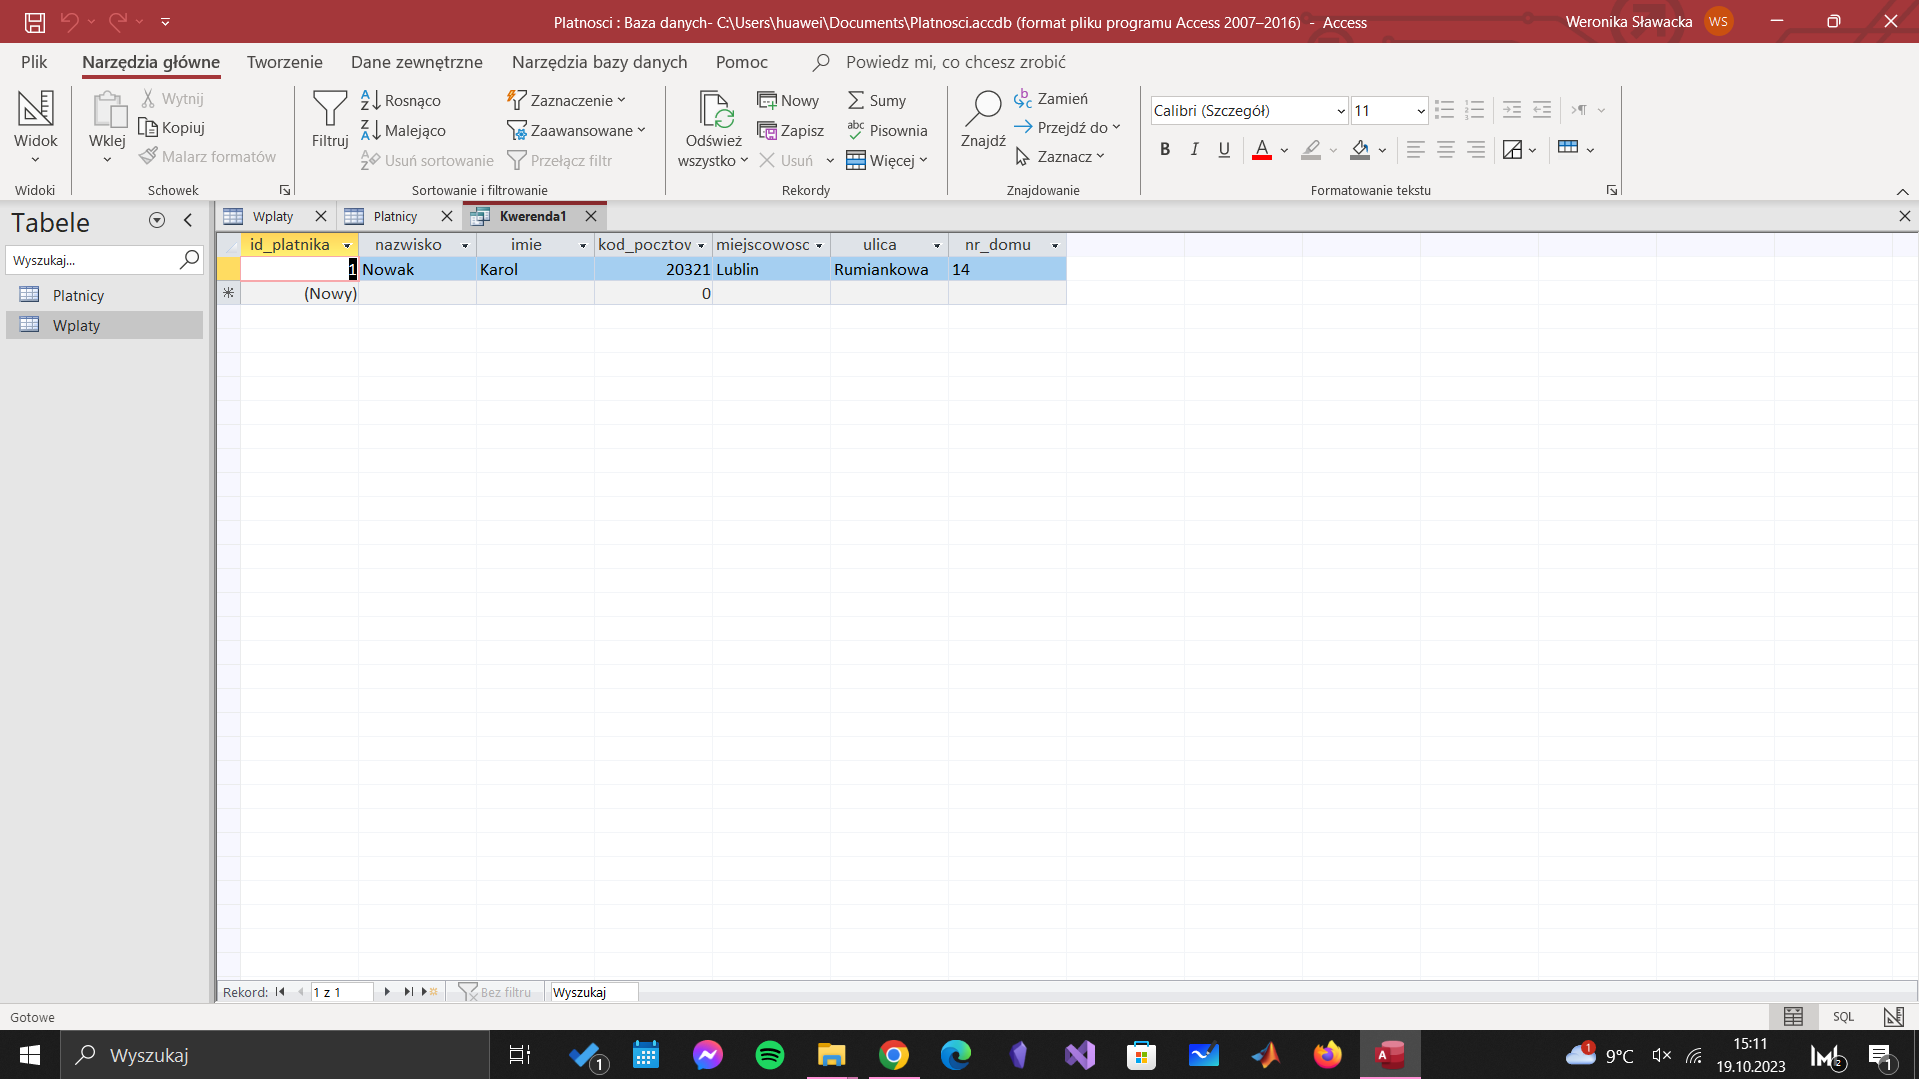 Platnosci : Baza danych- C:\Users\huawei\Documents\Platnosci.accdb (format pliku programu Access 2007–2016)  -  Access
Weronika Sławacka
WS
Plik
Narzędzia główne
Tworzenie
Dane zewnętrzne
Narzędzia bazy danych
Pomoc
Powiedz mi, co chcesz zrobić
Widok
Widoki
Wklej
Wytnij
Kopiuj
Malarz formatów
Schowek
Filtruj
Rosnąco
Malejąco
Usuń sortowanie
Zaznaczenie
Zaawansowane
Przełącz filtr
Sortowanie i filtrowanie
Odśwież
wszystko
Nowy
Zapisz
Usuń
Sumy
Pisownia
Więcej
Rekordy
Znajdź
Zamień
Przejdź do
Zaznacz
Znajdowanie
Calibri (Szczegół)
11
B I U
Formatowanie tekstu
Tabele
Wyszukaj...
Platnicy
Wplaty
Wplaty
Platnicy
Kwerenda1
id_platnika nazwisko imie kod_pocztow miejscowosc ulica nr_domu
1 Nowak Karol 20321 Lublin Rumiankowa 14
(Nowy) 0
Rekord:
1 z 1
Bez filtru
Wyszukaj
Gotowe
SQL
Wyszukaj
1
1
9°C
15:11
19.10.2023
2
1